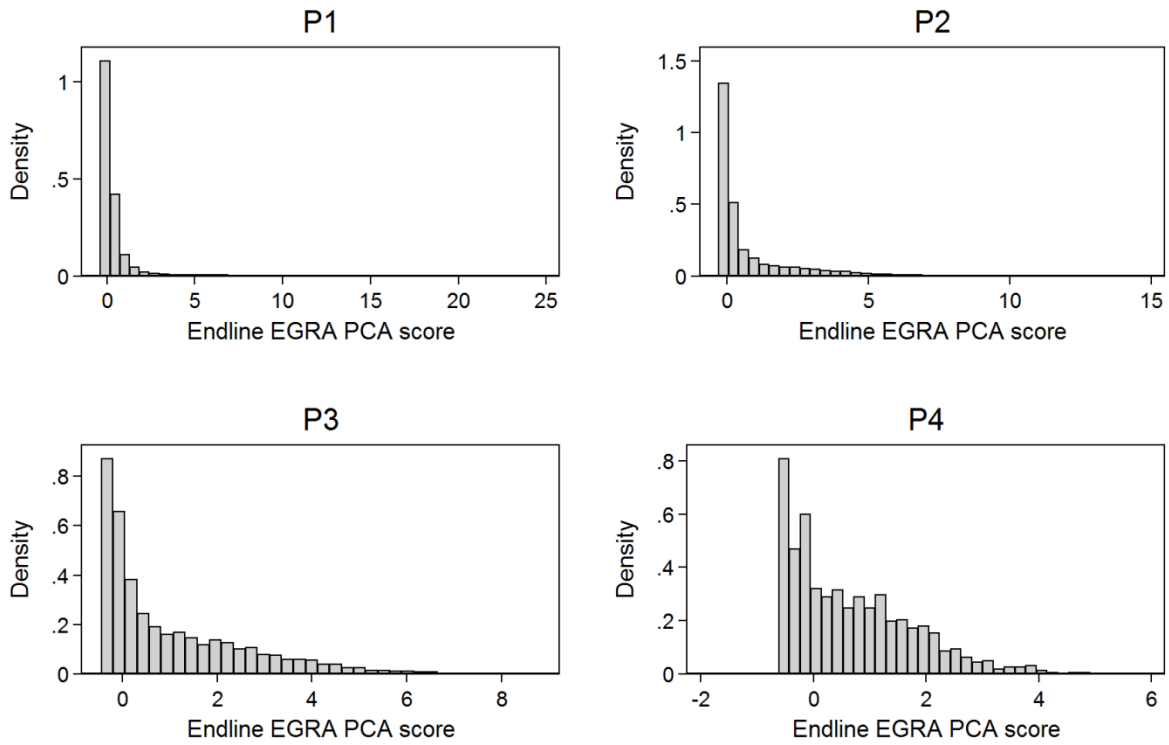 P1
Density
1
.5
0
0 5 10 15 20 25
Endline EGRA PCA score
P2
Density
1.5
1
.5
0
0 5 10 15
Endline EGRA PCA score
P3
Density
.8
.6
.4
.2
0
0 2 4 6 8
Endline EGRA PCA score
P4
Density
.8
.6
.4
.2
0
-2 0 2 4 6
Endline EGRA PCA score